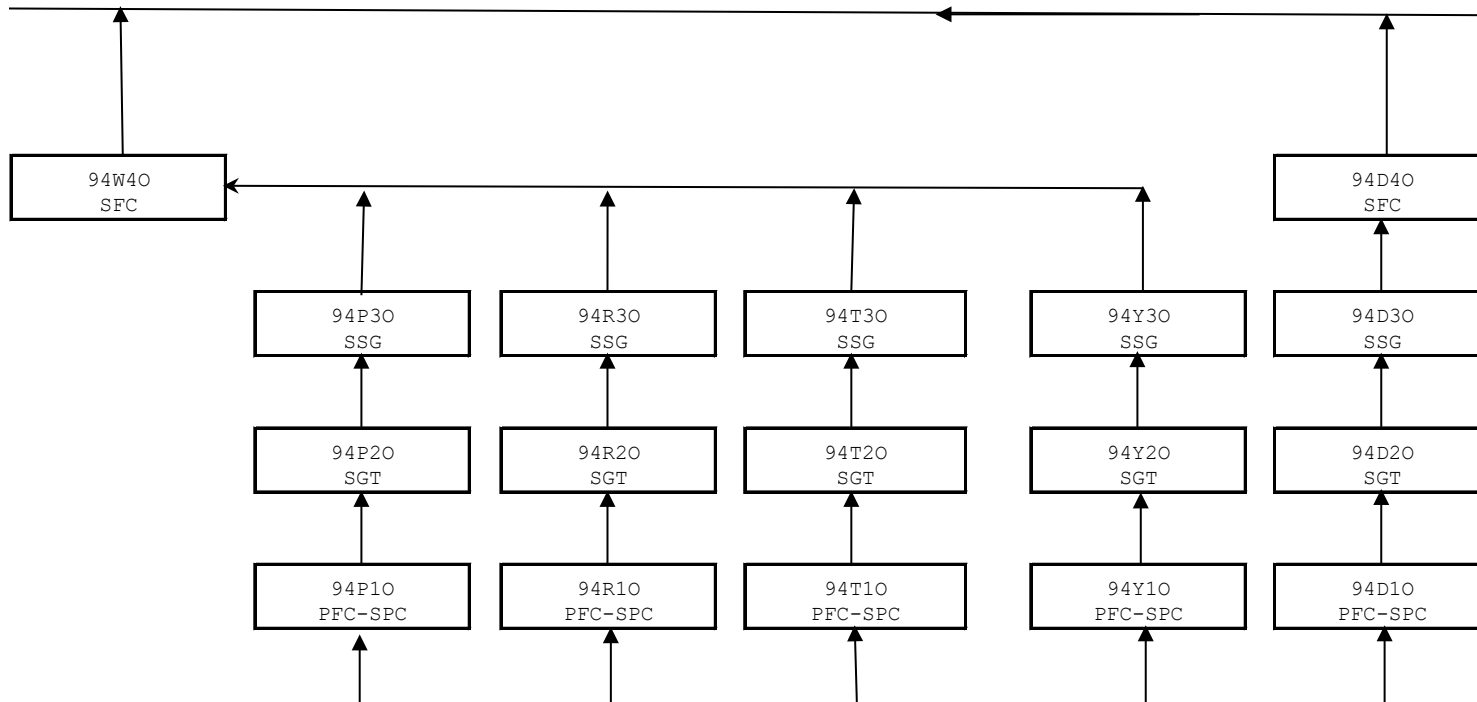 94W4O
SFC
94D4O
SFC
94P3O
SSG
94R3O
SSG
94T3O
SSG
94Y3O
SSG
94D3O
SSG
94P2O
SGT
94R2O
SGT
94T2O
SGT
94Y2O
SGT
94D2O
SGT
94P1O
PFC-SPC
94R1O
PFC-SPC
94T1O
PFC-SPC
94Y1O
PFC-SPC
94D1O
PFC-SPC